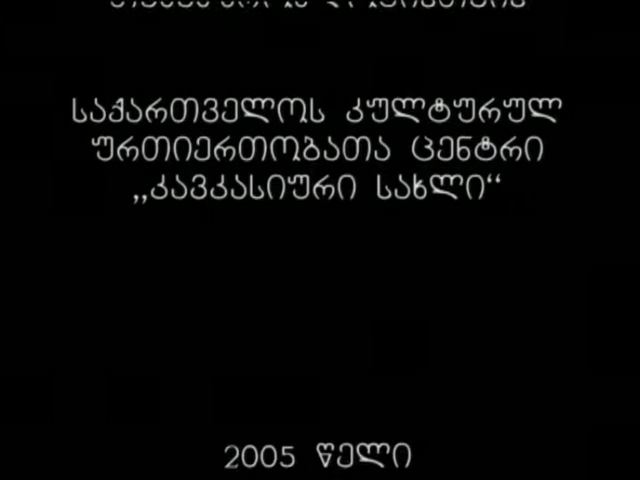 საქართველოს კულტურულ
ურთიერთობათა ცენტრი
„კავკასიური სახლი“
2005 წელი